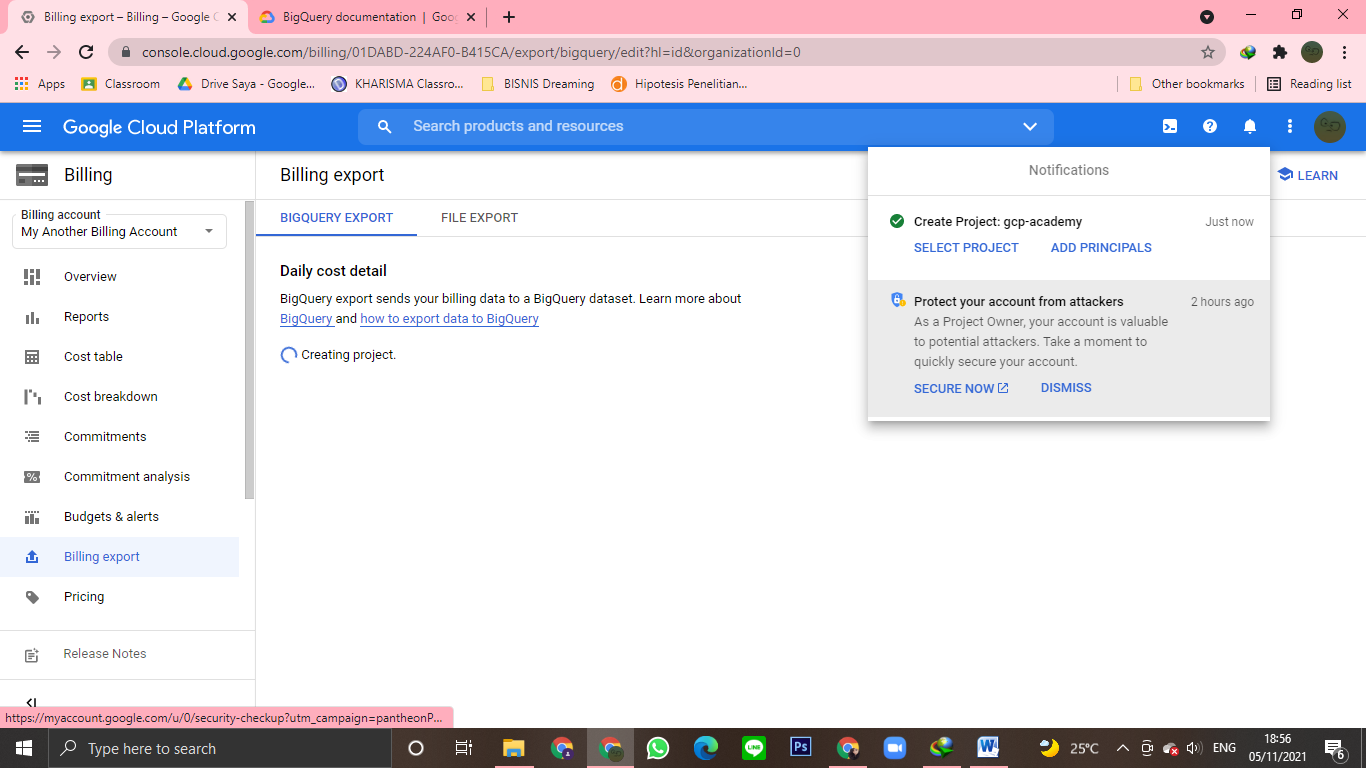 Billing export – Billing – Google C
BigQuery documentation | Goog
console.cloud.google.com/billing/01DABD-224AF0-B415CA/export/bigquery/edit?hl=id&organizationId=0
Apps
Classroom
Drive Saya - Google...
KHARISMA Classro...
BISNIS Dreaming
Hipotesis Penelitian...
Other bookmarks
Reading list
Google Cloud Platform
Search products and resources
Billing
Billing export
LEARN
Billing account
My Another Billing Account
Overview
Reports
Cost table
Cost breakdown
Commitments
Commitment analysis
Budgets & alerts
Billing export
Pricing
Release Notes
BIGQUERY EXPORT
FILE EXPORT
Daily cost detail
BigQuery export sends your billing data to a BigQuery dataset. Learn more about
BigQuery and how to export data to BigQuery
Creating project.
Notifications
Create Project: gcp-academy
Just now
SELECT PROJECT
ADD PRINCIPALS
Protect your account from attackers
2 hours ago
As a Project Owner, your account is valuable
to potential attackers. Take a moment to
quickly secure your account.
SECURE NOW
DISMISS
https://myaccount.google.com/u/0/security-checkup?utm_campaign=pantheonP...
Type here to search
LINE
Ps
W
25°C
ENG
18:56
05/11/2021
6